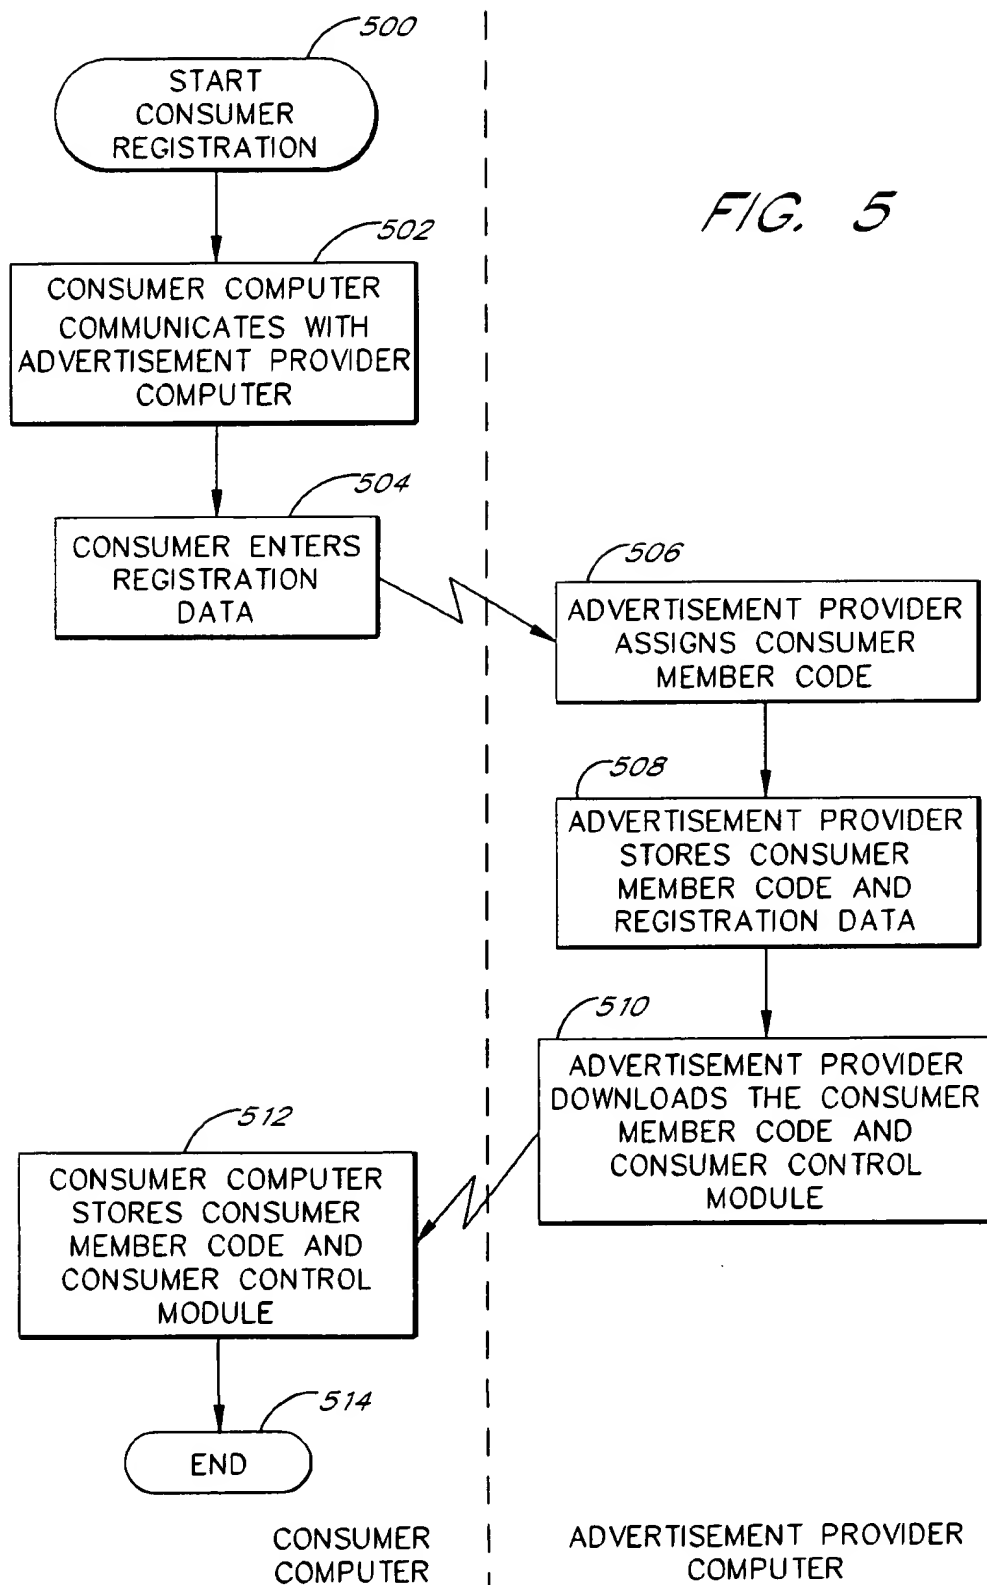 500
START
CONSUMER
REGISTRATION
FIG. 5
502
CONSUMER COMPUTER
COMMUNICATES WITH
ADVERTISEMENT PROVIDER
COMPUTER
504
CONSUMER ENTERS
REGISTRATION
DATA
506
ADVERTISEMENT PROVIDER
ASSIGNS CONSUMER
MEMBER CODE
508
ADVERTISEMENT PROVIDER
STORES CONSUMER
MEMBER CODE AND
REGISTRATION DATA
510
ADVERTISEMENT PROVIDER
DOWNLOADS THE CONSUMER
MEMBER CODE AND
CONSUMER CONTROL
MODULE
512
CONSUMER COMPUTER
STORES CONSUMER
MEMBER CODE AND
CONSUMER CONTROL
MODULE
514
END
CONSUMER
COMPUTER
ADVERTISEMENT PROVIDER
COMPUTER